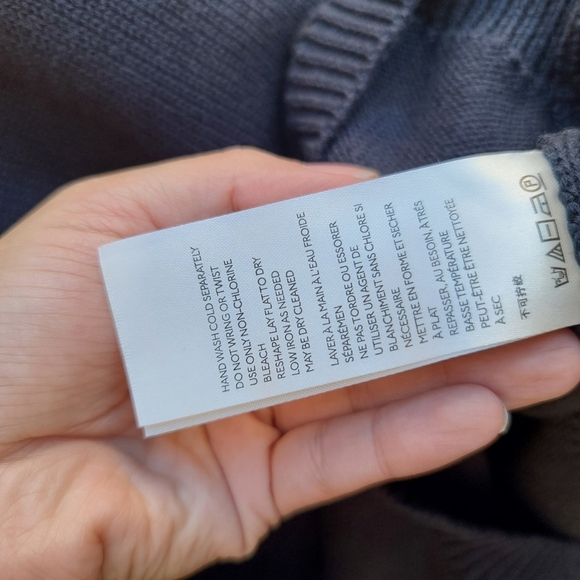 HAND WASH COLD SEPARATELY
DO NOT WRING OR TWIST
USE ONLY NON-CHLORINE
BLEACH
RESHAPE LAY FLAT TO DRY
LOW IRON AS NEEDED
MAY BE DRY CLEANED
LAVER À LA MAIN À L'EAU FROIDE
SÉPARÉMEN
NE PAS TORDRE OU ESSORER
UTILISER UN AGENT DE
BLANCHIMENT SANS CHLORE SI
NÉCESSAIRE
METTRE EN FORME ET SECHER
À PLAT
REPASSER, AU BESOIN, À TRÈS
BASSE TEMPÉRATURE
PEUT-ETRE ÊTRE NETTOYÉE
À SEC
不可拧绞
P